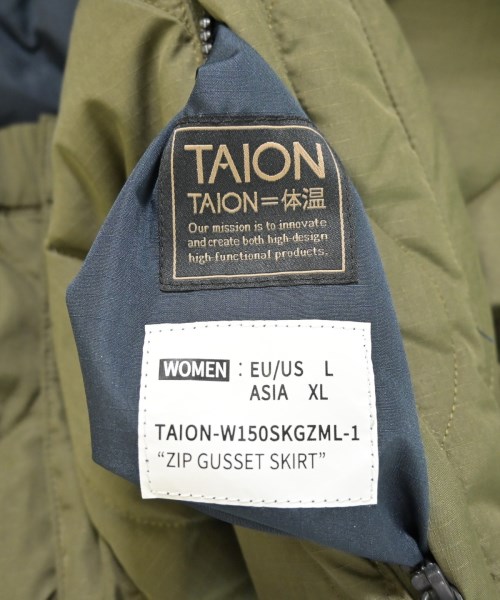 TAION
TAION=体温
Our mission is to innovate
and create both high-design
high-functional products.
WOMEN : EU/US L
ASIA XL
TAION-W150SKGZML-1
“ZIP GUSSET SKIRT”